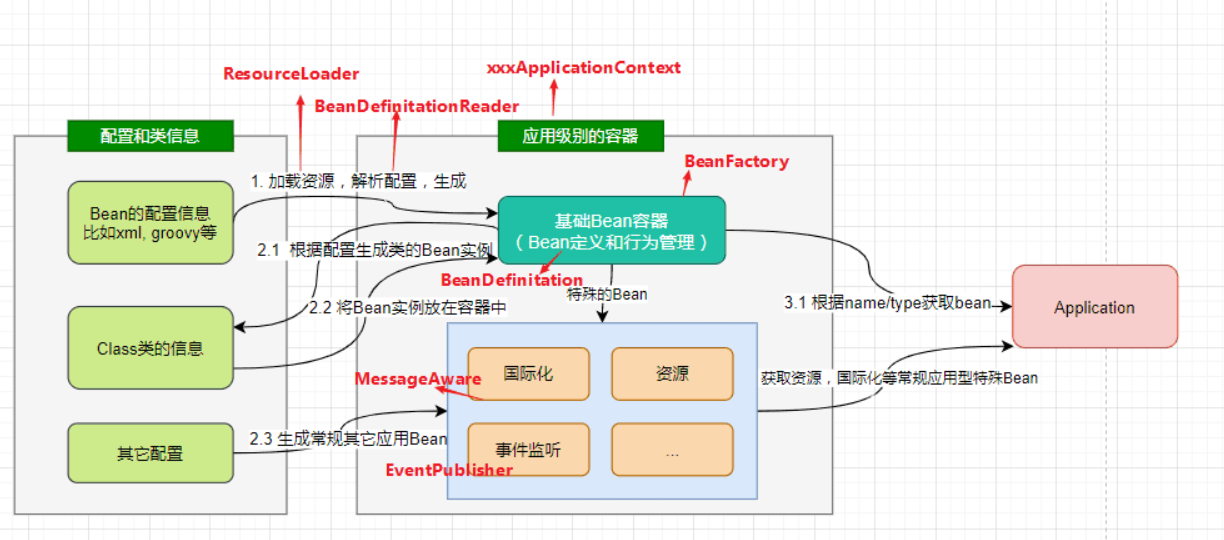 xxxApplicationContext
ResourceLoader
BeanDefinitationReader
配置和类信息
应用级别的容器
BeanFactory
1. 加载资源，解析配置，生成
Bean的配置信息
比如xml, groovy等
基础Bean容器
（Bean定义和行为管理）
2.1 根据配置生成类的Bean实例
BeanDefinitation
特殊的Bean
2.2 将Bean实例放在容器中
3.1 根据name/type获取bean
Application
Class类的信息
国际化
资源
MessageAware
获取资源，国际化等常规应用型特殊Bean
2.3 生成常规其它应用Bean
其它配置
事件监听
...
EventPublisher